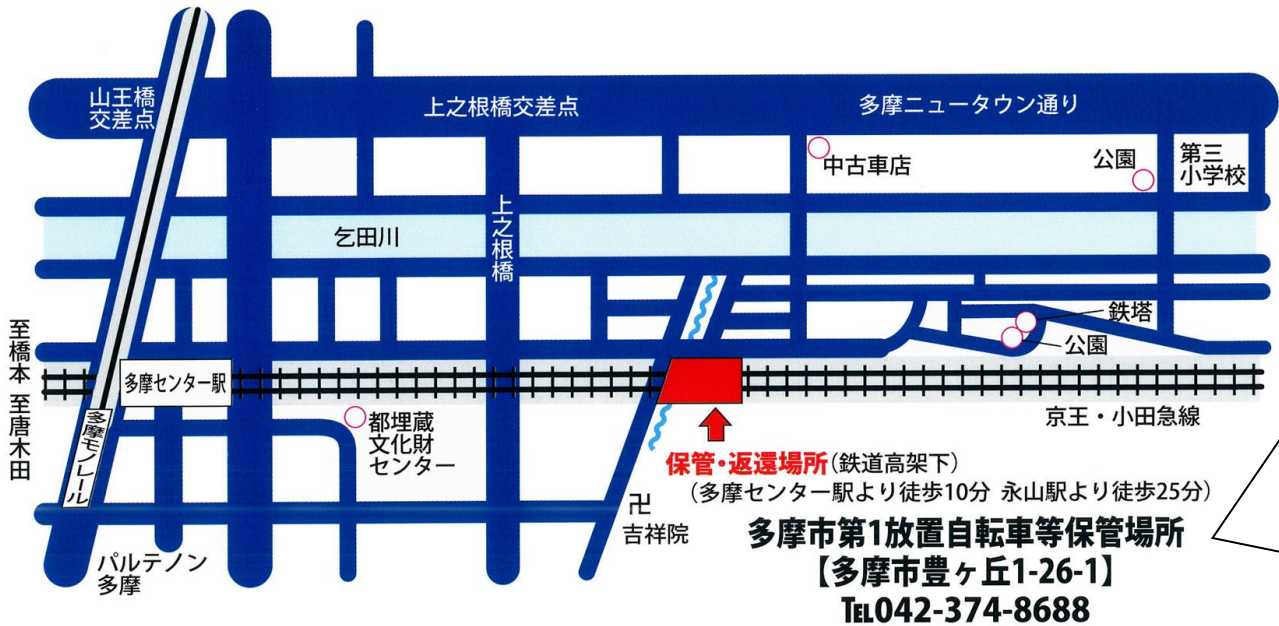 山王橋
交差点
上之根橋交差点
多摩ニュータウン通り
中古車店
公園
第三
小学校
乞田川
上之根橋
鉄塔
公園
至橋本 至唐木田
多摩センター駅
京王・小田急線
多摩モノレール
都埋蔵
文化財
センター
保管・返還場所(鉄道高架下)
(多摩センター駅より徒歩10分 永山駅より徒歩25分)
卍
吉祥院
多摩市第1放置自転車等保管場所
【多摩市豊ヶ丘1-26-1】
TEL042-374-8688
パルテノン
多摩